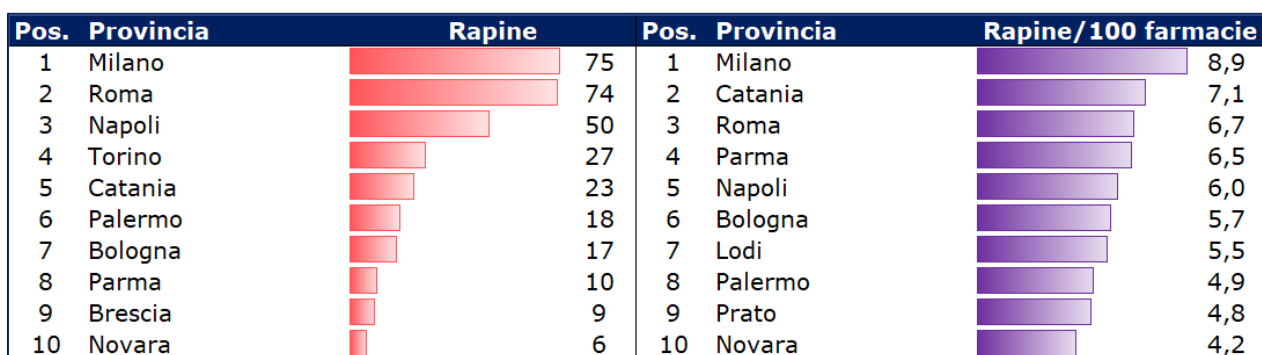 Pos. Provincia Rapine Pos. Provincia Rapine/100 farmacie
1 Milano 75 1 Milano 8,9
2 Roma 74 2 Catania 7,1
3 Napoli 50 3 Roma 6,7
4 Torino 27 4 Parma 6,5
5 Catania 23 5 Napoli 6,0
6 Palermo 18 6 Bologna 5,7
7 Bologna 17 7 Lodi 5,5
8 Parma 10 8 Palermo 4,9
9 Brescia 9 9 Prato 4,8
10 Novara 6 10 Novara 4,2